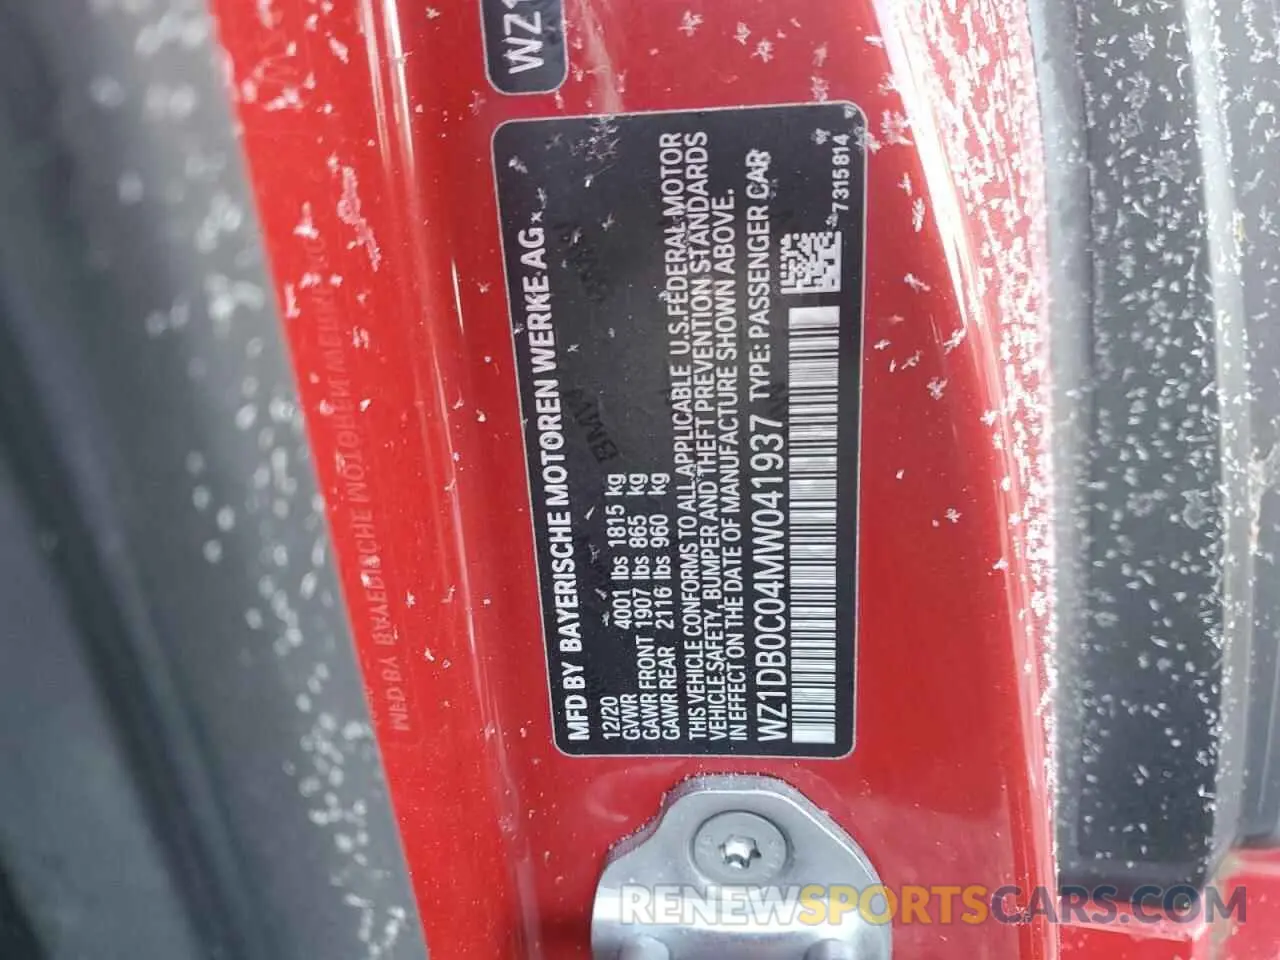 WZ1
MFD BY BAYERISCHE MOTOREN WERKE AG
12/20
GVWR 4001 lbs 1815 kg
GAWR FRONT 1907 lbs 865 kg
GAWR REAR 2116 lbs 960 kg
THIS VEHICLE CONFORMS TO ALL APPLICABLE U.S. FEDERAL MOTOR
VEHICLE SAFETY, BUMPER AND THEFT PREVENTION STANDARDS
IN EFFECT ON THE DATE OF MANUFACTURE SHOWN ABOVE.
WZ1DB0C04MW041937 TYPE: PASSENGER CAR
7315814
BMW
RENEWSPORTSCARS.COM